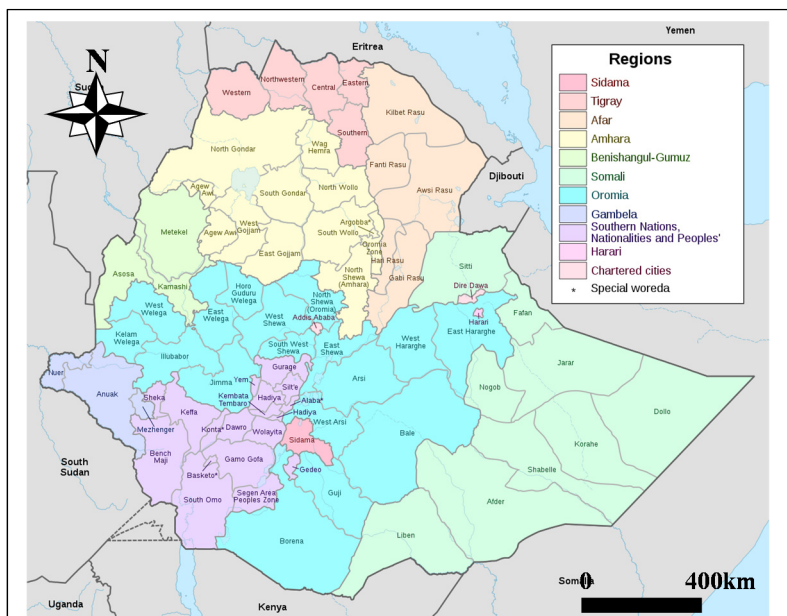 Eritrea
Yemen
N
Su
Regions
Sidama
Tigray
Afar
Amhara
Benishangul-Gumuz
Somali
Oromia
Gambela
Southern Nations,
Nationalities and Peoples'
Harari
Chartered cities
* Special woreda
Western
Northwestern
Central
Eastern
Southern
Kilbet Rasu
North Gondar
Wag
Hemra
Fanti Rasu
Awsi Rasu
Djibouti
Agew
Awi
South Gondar
North Wollo
Metekel
West
Gojjam
Argobba*
Agew Awi
South Wollo
Oromia
Zone
East Gojjam
Hari Rasu
Asosa
Kamashi
North
Shewa
(Amhara)
Gabi Rasu
Sitti
Dire Dawa
Horo
Guduru
Welega
North
Shewa
(Oromia)
West
Welega
East
Welega
West
Shewa
Addis Ababa
Harari
Fafan
Kelam
Welega
South West
Shewa
East
Shewa
West
Hararghe
East Hararghe
Illubabor
Jarar
Nuer
Gurage
Arsi
Anuak
Jimma
Yem
Silt'e
Nogob
Sheka
Kembata
Tembaro
Hadiya
Alaba*
Dollo
Keffa
Hadiya
Mezhenger
Konta*
Dawro
Wolayita
West Arsi
Sidama
Bale
Korahe
Bench
Maji
Gamo Gofa
Gedeo
Shabelle
South
Sudan
Basketo*
Guji
Afder
South Omo
Segen Area
Peoples Zone
Borena
Liben
0 400km
Somalia
Uganda
Kenya